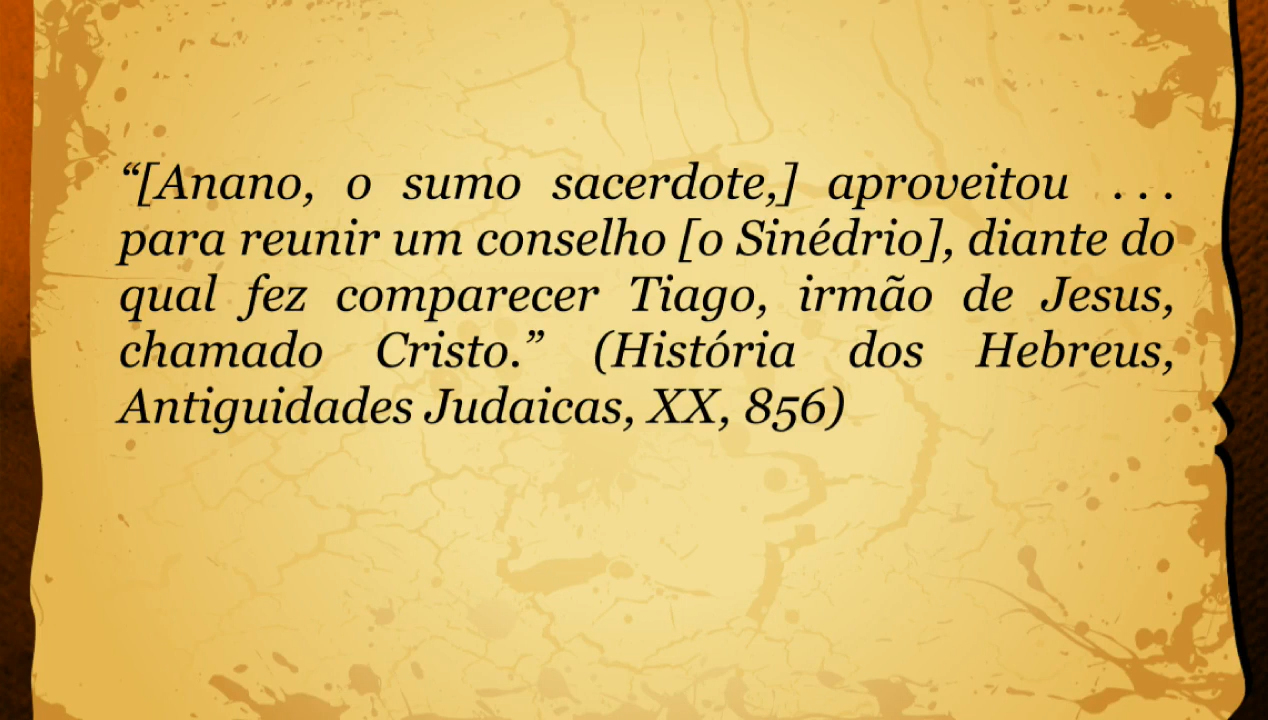 “[Anano, o sumo sacerdote,] aproveitou . . .
para reunir um conselho [o Sinédrio], diante do
qual fez comparecer Tiago, irmão de Jesus,
chamado Cristo.” (História dos Hebreus,
Antiguidades Judaicas, XX, 856)